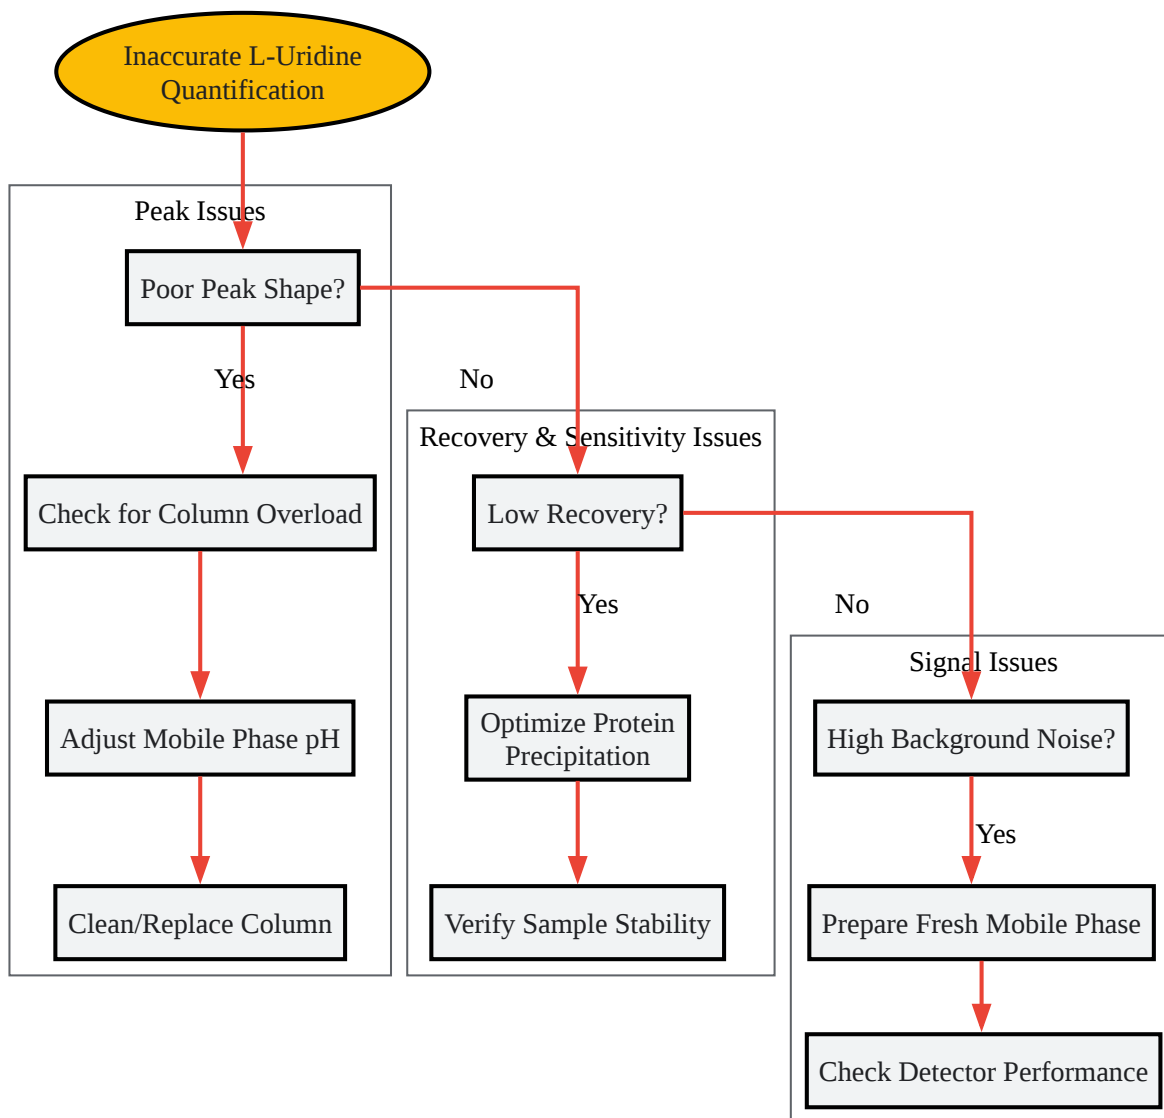 Inaccurate L-Uridine
Quantification
Peak Issues
Poor Peak Shape?
Yes
No
Check for Column Overload
Adjust Mobile Phase pH
Clean/Replace Column
Recovery & Sensitivity Issues
Low Recovery?
Yes
No
Optimize Protein
Precipitation
Verify Sample Stability
Signal Issues
High Background Noise?
Yes
Prepare Fresh Mobile Phase
Check Detector Performance